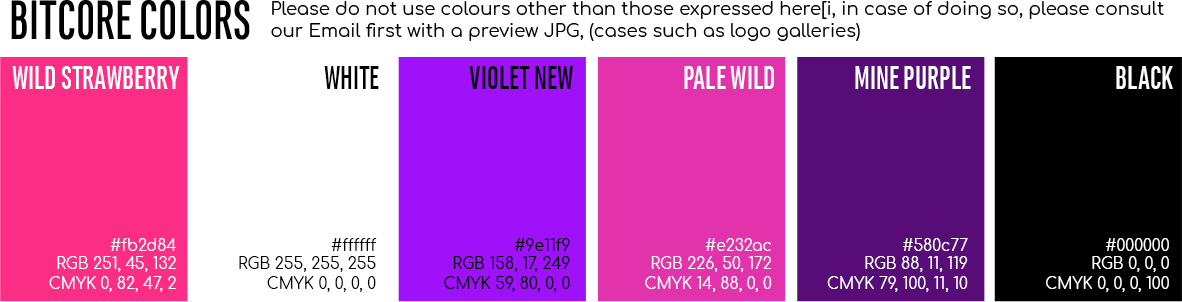 BITCORE COLORS
Please do not use colours other than those expressed here[i, in case of doing so, please consult
our Email first with a preview JPG, (cases such as logo galleries)
WILD STRAWBERRY
#fb2d84
RGB 251, 45, 132
CMYK 0, 82, 47, 2
WHITE
#ffffff
RGB 255, 255, 255
CMYK 0, 0, 0, 0
VIOLET NEW
#9e11f9
RGB 158, 17, 249
CMYK 59, 80, 0, 0
PALE WILD
#e232ac
RGB 226, 50, 172
CMYK 14, 88, 0, 0
MINE PURPLE
#580c77
RGB 88, 11, 119
CMYK 79, 100, 11, 10
BLACK
#000000
RGB 0, 0, 0
CMYK 0, 0, 0, 100